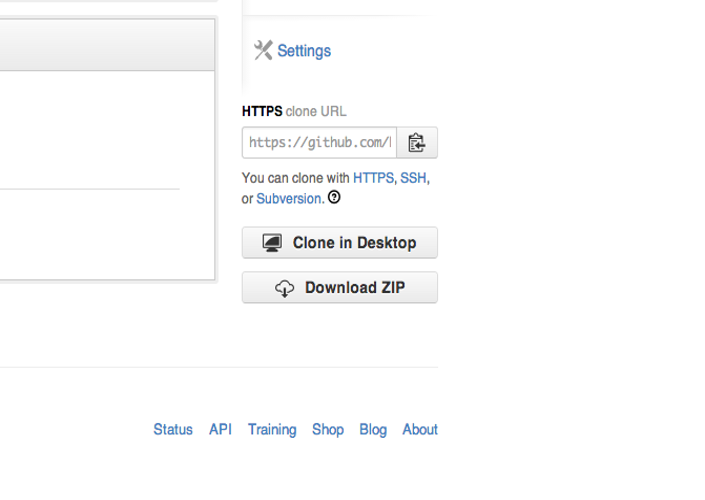 Settings
HTTPS clone URL
https://github.com/
You can clone with HTTPS, SSH,
or Subversion.
Clone in Desktop
Download ZIP
Status API Training Shop Blog About